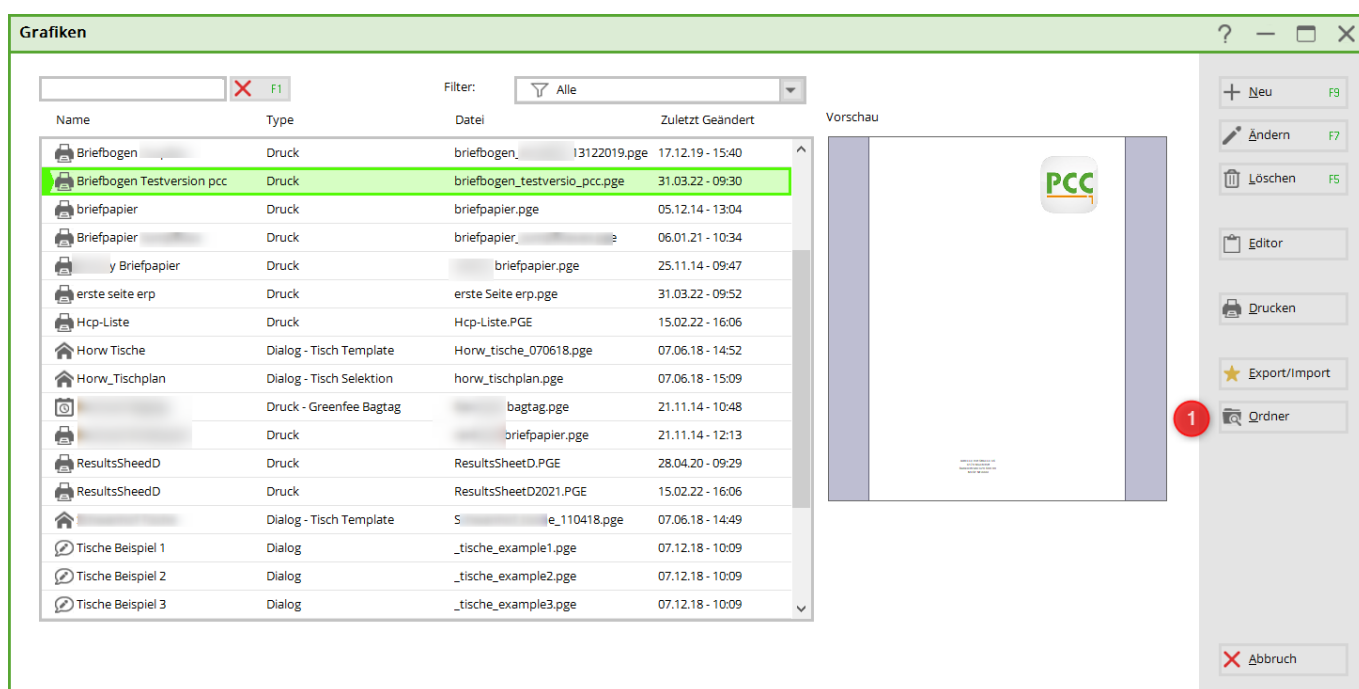 Grafiken
F1
Filter: Alle
Name Type Datei Zuletzt Geändert Vorschau
Briefbogen Druck briefbogen_ 13122019.pge 17.12.19 - 15:40
Briefbogen Testversion pcc Druck briefbogen_testversio_pcc.pge 31.03.22 - 09:30
briefpapier Druck briefpapier.pge 05.12.14 - 13:04
Briefpapier Druck briefpapier_ e 06.01.21 - 10:34
y Briefpapier Druck briefpapier.pge 25.11.14 - 09:47
erste seite erp Druck erste Seite erp.pge 31.03.22 - 09:52
Hcp-Liste Druck Hcp-Liste.PGE 15.02.22 - 16:06
Horw Tische Dialog - Tisch Template Horw_tische_070618.pge 07.06.18 - 14:52
Horw_Tischplan Dialog - Tisch Selektion horw_tischplan.pge 07.06.18 - 15:09
Druck - Greenfee Bagtag bagtag.pge 21.11.14 - 10:48
Druck briefpapier.pge 21.11.14 - 12:13
ResultsSheedD Druck ResultsSheetD.PGE 28.04.20 - 09:29
ResultsSheedD Druck ResultsSheetD2021.PGE 15.02.22 - 16:06
Dialog - Tisch Template S e_110418.pge 07.06.18 - 14:49
Tische Beispiel 1 Dialog _tische_example1.pge 07.12.18 - 10:09
Tische Beispiel 2 Dialog _tische_example2.pge 07.12.18 - 10:09
Tische Beispiel 3 Dialog _tische_example3.pge 07.12.18 - 10:09
PCC
Neu F9
Ändern F7
Löschen F5
Editor
Drucken
Export/Import
1 Ordner
Abbruch